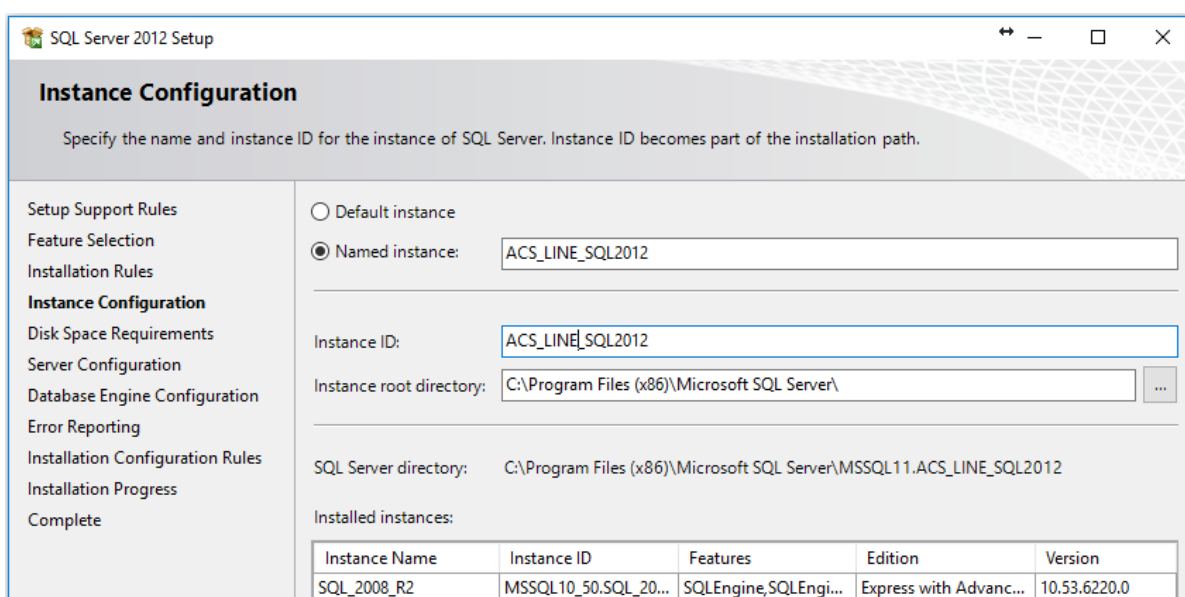 SQL Server 2012 Setup
Instance Configuration
Specify the name and instance ID for the instance of SQL Server. Instance ID becomes part of the installation path.
Setup Support Rules
Feature Selection
Installation Rules
Instance Configuration
Disk Space Requirements
Server Configuration
Database Engine Configuration
Error Reporting
Installation Configuration Rules
Installation Progress
Complete
Default instance
Named instance: ACS_LINE_SQL2012
Instance ID: ACS_LINE_SQL2012
Instance root directory: C:\Program Files (x86)\Microsoft SQL Server\ ...
SQL Server directory: C:\Program Files (x86)\Microsoft SQL Server\MSSQL11.ACS_LINE_SQL2012
Installed instances:
Instance Name Instance ID Features Edition Version
SQL_2008_R2 MSSQL10_50.SQL_20... SQLEngine,SQLEngi... Express with Advanc... 10.53.6220.0